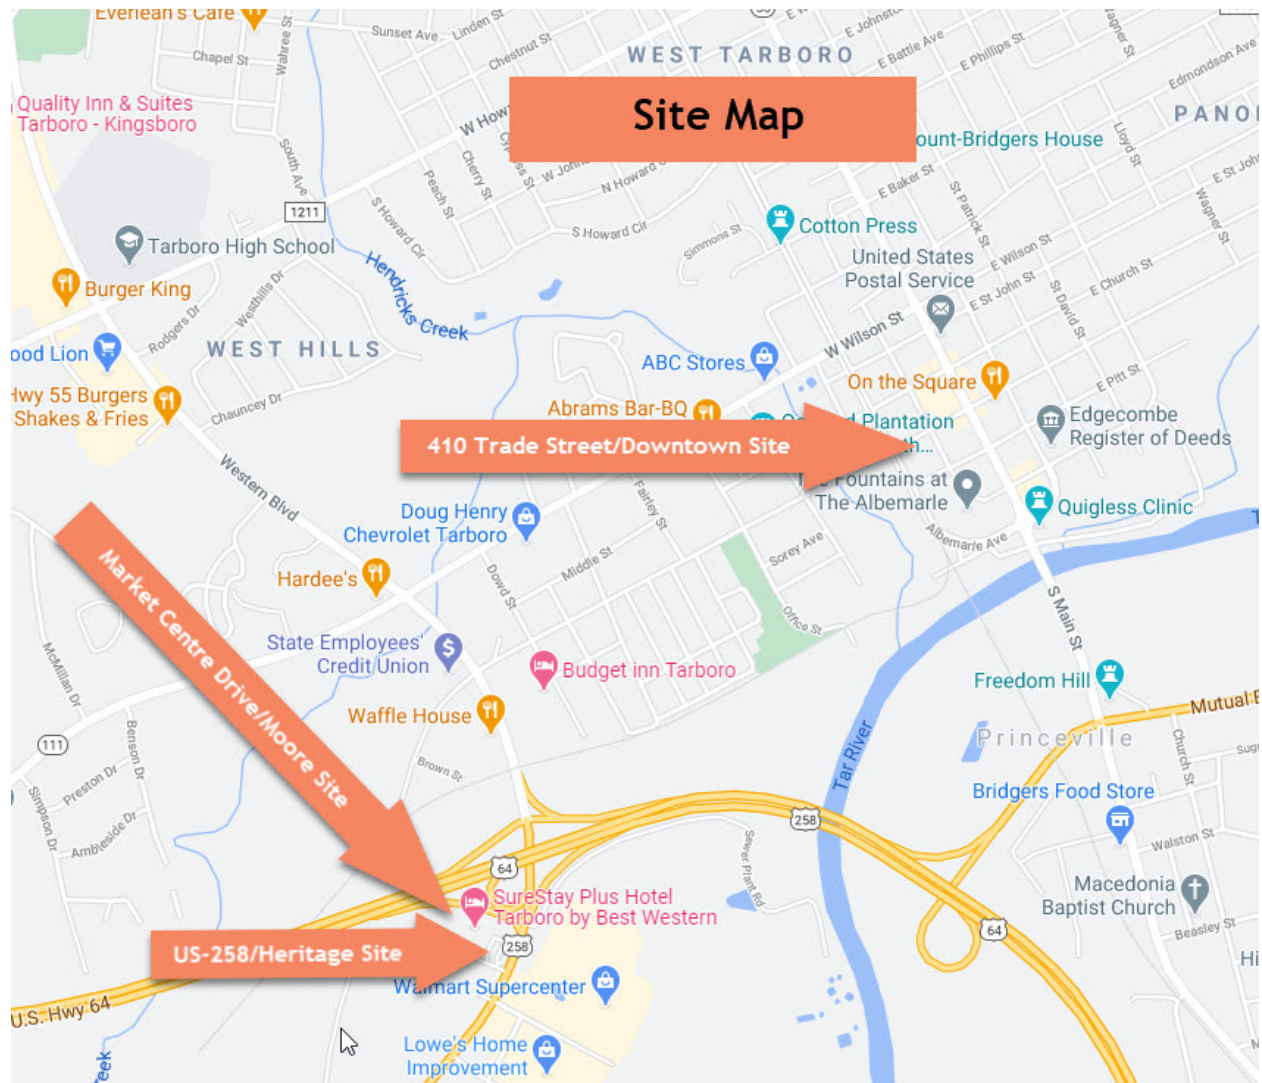 Everlean's Cafe
Sunset Ave
Linden St
Chestnut St
Chapel St
Wahree St
WEST TARBORO
E Johnston
E Battle Ave
E Phillips St
Wagner St
Edmondson Ave
PANO
Site Map
Quality Inn & Suites
Tarboro - Kingsboro
W How
ount-Bridgers House
Lloyd St
E St Joh
South Ave
Cherry St
Peach St
W John
N Howard
E Baker St
St Patrick St
Wagner St
1211
S Howard Cir
S Howard Cir
Simmons St
Cotton Press
Tarboro High School
United States
Postal Service
E Wilson St
E Church St
E St John St
St David St
Burger King
Westhills Dr
Rodgers Dr
Hendricks Creek
ood Lion
WEST HILLS
ABC Stores
W Wilson St
On the Square
E Pitt St
Hwy 55 Burgers
Shakes & Fries
Chauncey Dr
Abrams Bar-BQ
d Plantation
th...
Edgecombe
Register of Deeds
410 Trade Street/Downtown Site
Western Blvd
Fairley St
Fountains at
The Albemarle
Quigless Clinic
Doug Henry
Chevrolet Tarboro
Albemarle Ave
Sorey Ave
Middle St
Hardee's
Dowd St
Office St
S Main St
Market Centre Drive/Moore Site
State Employees'
Credit Union
Budget inn Tarboro
McMillan Dr
Freedom Hill
Mutual B
Waffle House
Princeville
111
Benson Dr
Tar River
Church St
Preston Dr
Brown St
Simpson Dr
Bridgers Food Store
258
Ambleside Dr
Walston St
Sewer Plant Rd
64
SureStay Plus Hotel
Tarboro by Best Western
Macedonia
Baptist Church
Beasley St
64
US-258/Heritage Site
258
Hi
Walmart Supercenter
U.S. Hwy 64
Lowe's Home
Improvement
reek